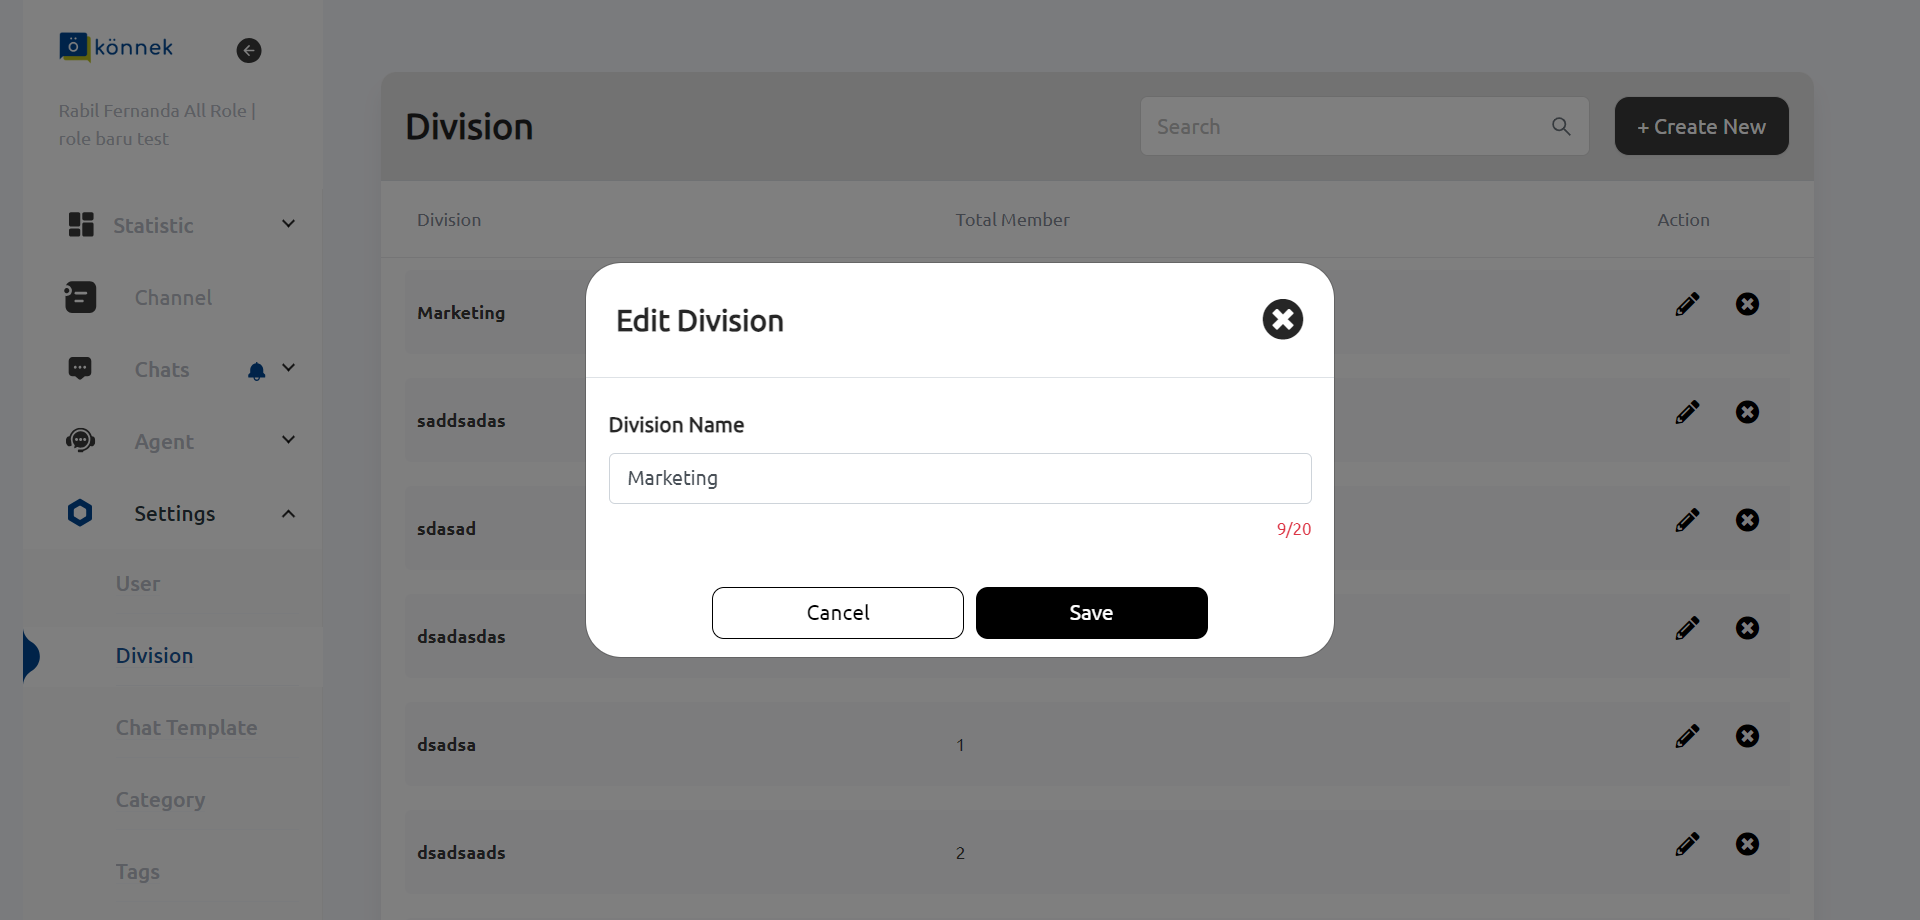 könnek
Rabil Fernanda All Role |
role baru test
Statistic
Channel
Chats
Agent
Settings
User
Division
Chat Template
Category
Tags
Division
Search
+ Create New
Division Total Member Action
Marketing
saddsadas
sdasad
dsadasdas
dsadsa 1
dsadsaads 2
Edit Division
Division Name
Marketing
9/20
Cancel Save